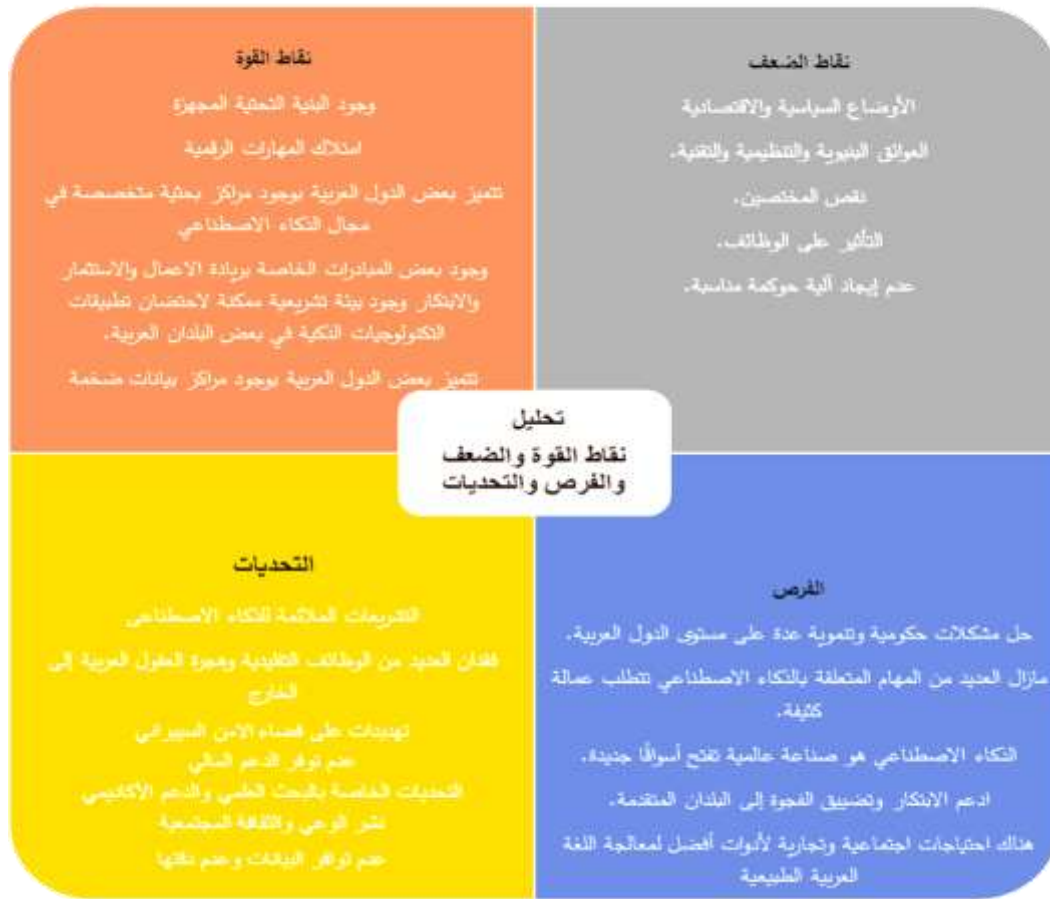 نقاط الضعف
الأوضاع السياسية والاقتصادية
العوائق البنيوية والتنظيمية والتقنية.
نقص المختصين.
التأثير على الوظائف.
عدم إيجاد آلية حوكمة مناسبة.
نقاط القوة
وجود البنية التحتية المجهزة
امتلاك المهارات الرقمية
تتميز بعض الدول العربية بوجود مراكز بحثية متخصصة في
مجال الذكاء الاصطناعي
وجود بعض المبادرات الخاصة بريادة الاعمال والاستثمار
والابتكار وجود بيئة تشريعية ممكنة لاحتضان تطبيقات
التكنولوجيات الذكية في بعض البلدان العربية.
تتميز بعض الدول العربية بوجود مراكز بيانات ضخمة
تحليل
نقاط القوة والضعف
والفرص والتحديات
الفرص
حل مشكلات حكومية وتنموية عدة على مستوى الدول العربية.
مازال العديد من المهام المتعلقة بالذكاء الاصطناعي تتطلب عمالة
كثيفة.
الذكاء الاصطناعي هو صناعة عالمية تفتح أسواقًا جديدة.
ادعم الابتكار وتضييق الفجوة إلى البلدان المتقدمة.
هناك احتياجات اجتماعية وتجارية لأدوات أفضل لمعالجة اللغة
العربية الطبيعية
التحديات
التشريعات الملائمة للذكاء الاصطناعي
فقدان العديد من الوظائف التقليدية وهجرة العقول العربية إلى
الخارج
تهديدات على فضاء الامن السيبراني
عدم توفر الدعم المالي
التحديات الخاصة بالبحث العلمي والدعم الأكاديمي
نشر الوعي والثقافة المجتمعية
عدم توافر البيانات وعدم دقتها